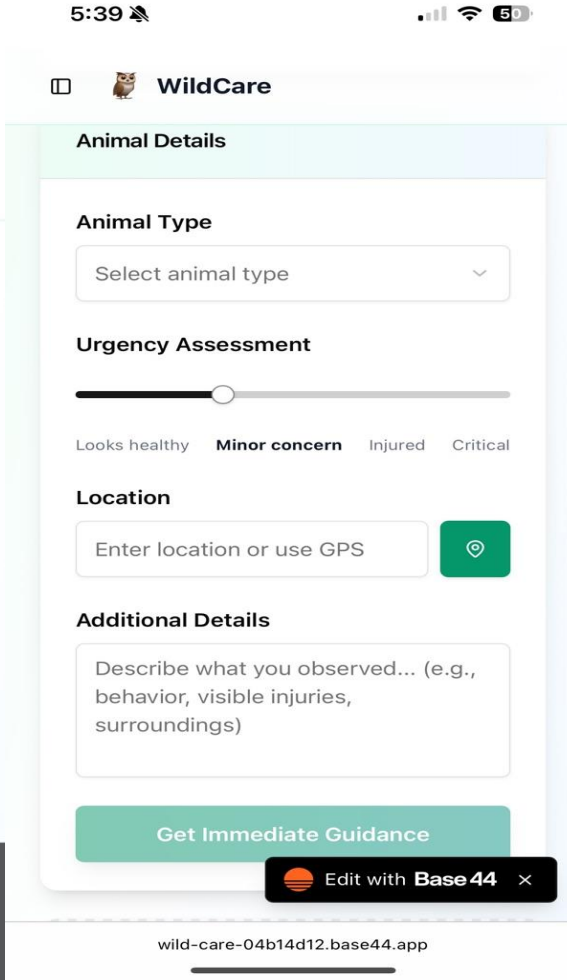 5:39
50
WildCare
Animal Details
Animal Type
Select animal type
Urgency Assessment
Looks healthy Minor concern Injured Critical
Location
Enter location or use GPS
Additional Details
Describe what you observed... (e.g.,
behavior, visible injuries,
surroundings)
Get Immediate Guidance
Edit with Base44
wild-care-04b14d12.base44.app